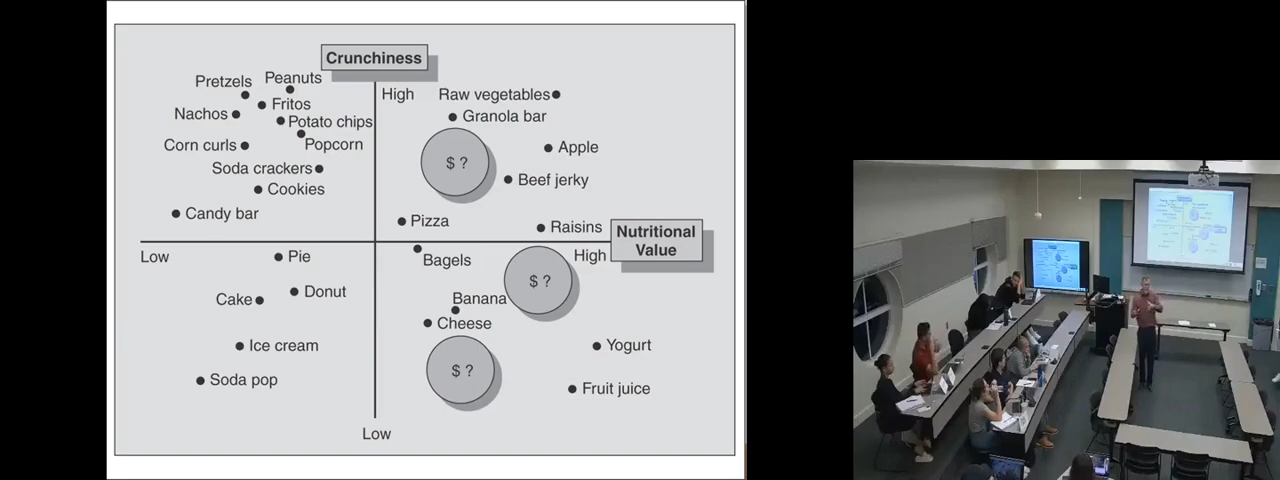 Crunchiness
Pretzels
Peanuts
High
Raw vegetables
Fritos
Nachos
Granola bar
Potato chips
Corn curls
Popcorn
Apple
$ ?
Soda crackers
Beef jerky
Cookies
Candy bar
Pizza
Raisins
Nutritional
Value
Low
Pie
Bagels
High
$ ?
Donut
Cake
Banana
Cheese
Ice cream
Yogurt
$ ?
Soda pop
Fruit juice
Low